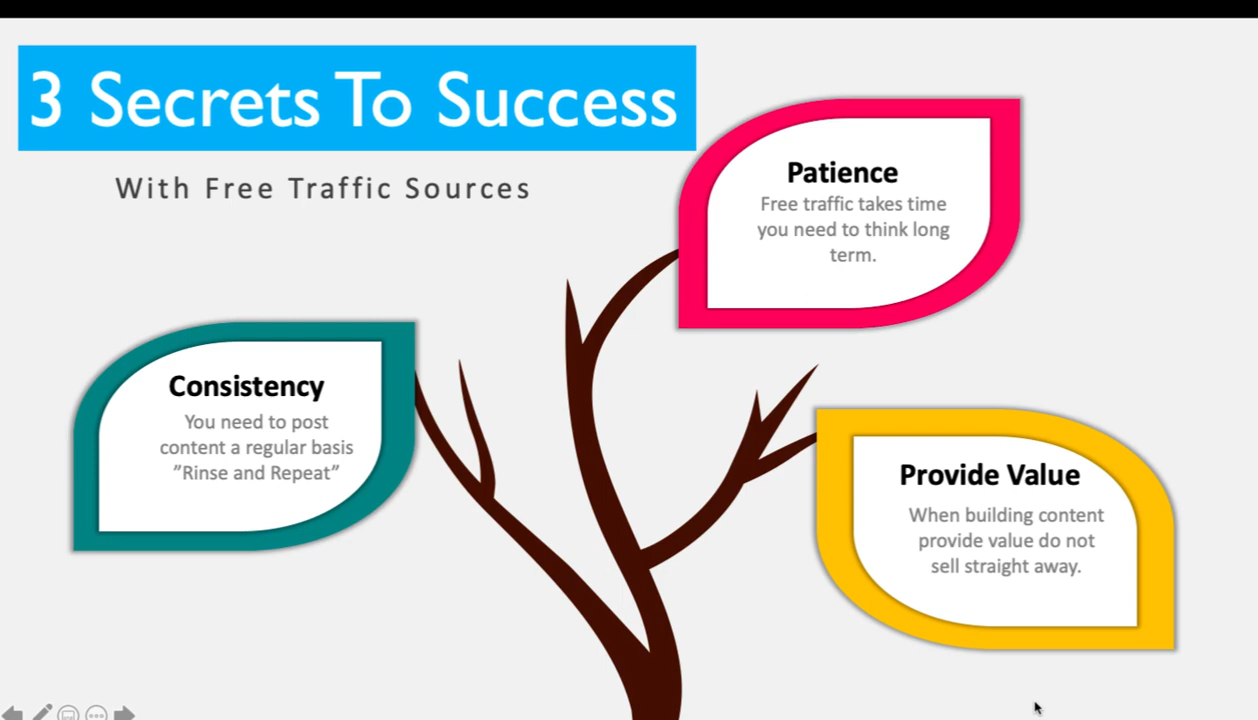 3 Secrets To Success
With Free Traffic Sources
Patience
Free traffic takes time
you need to think long
term.
Consistency
You need to post
content a regular basis
”Rinse and Repeat”
Provide Value
When building content
provide value do not
sell straight away.